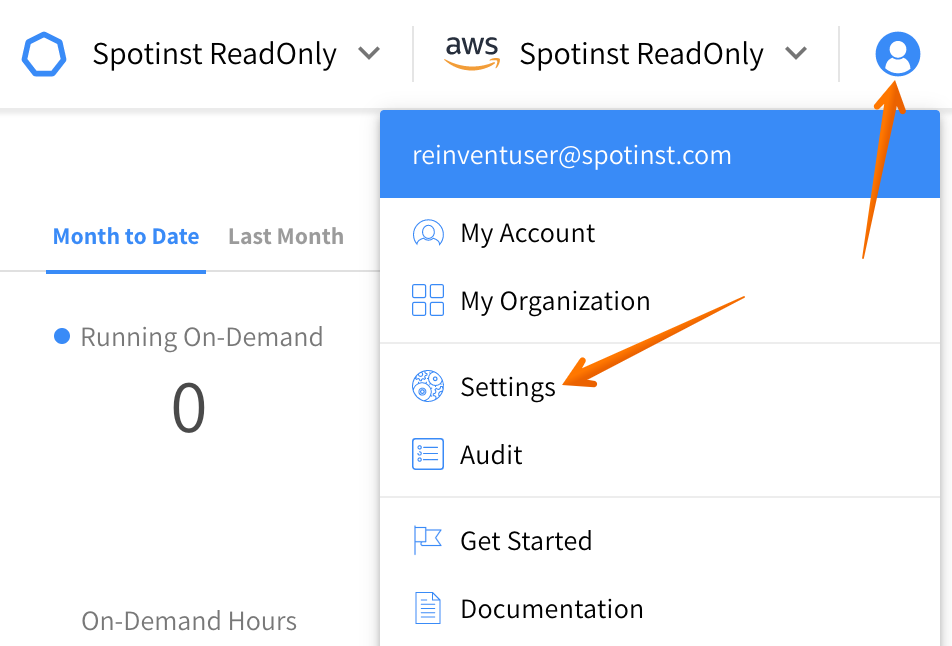 Spotinst ReadOnly aws Spotinst ReadOnly
reinventuser@spotinst.com
Month to Date Last Month
My Account
My Organization
Running On-Demand
0
Settings
Audit
Get Started
Documentation
On-Demand Hours